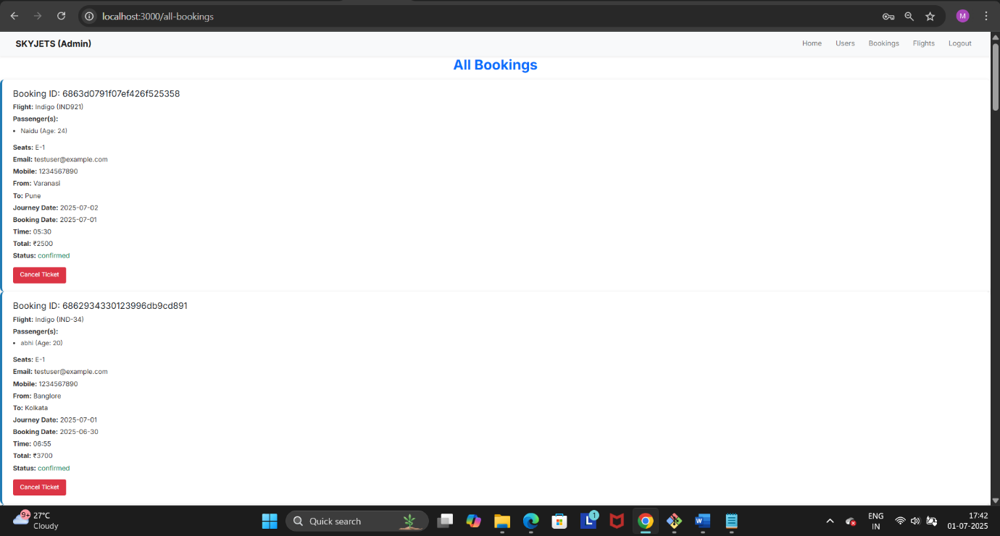 localhost:3000/all-bookings
M
SKYJETS (Admin)
Home Users Bookings Flights Logout
All Bookings
Booking ID: 6863d0791f07ef426f525358
Flight: Indigo (IND921)
Passenger(s):
• Naidu (Age: 24)
Seats: E-1
Email: testuser@example.com
Mobile: 1234567890
From: Varanasi
To: Pune
Journey Date: 2025-07-02
Booking Date: 2025-07-01
Time: 05:30
Total: ₹2500
Status: confirmed
Cancel Ticket
Booking ID: 6862934330123996db9cd891
Flight: Indigo (IND-34)
Passenger(s):
• abhi (Age: 20)
Seats: E-1
Email: testuser@example.com
Mobile: 1234567890
From: Banglore
To: Kolkata
Journey Date: 2025-07-01
Booking Date: 2025-06-30
Time: 06:55
Total: ₹3700
Status: confirmed
Cancel Ticket
9+
27°C
Cloudy
Quick search
L
1
W
ENG
IN
17:42
01-07-2025